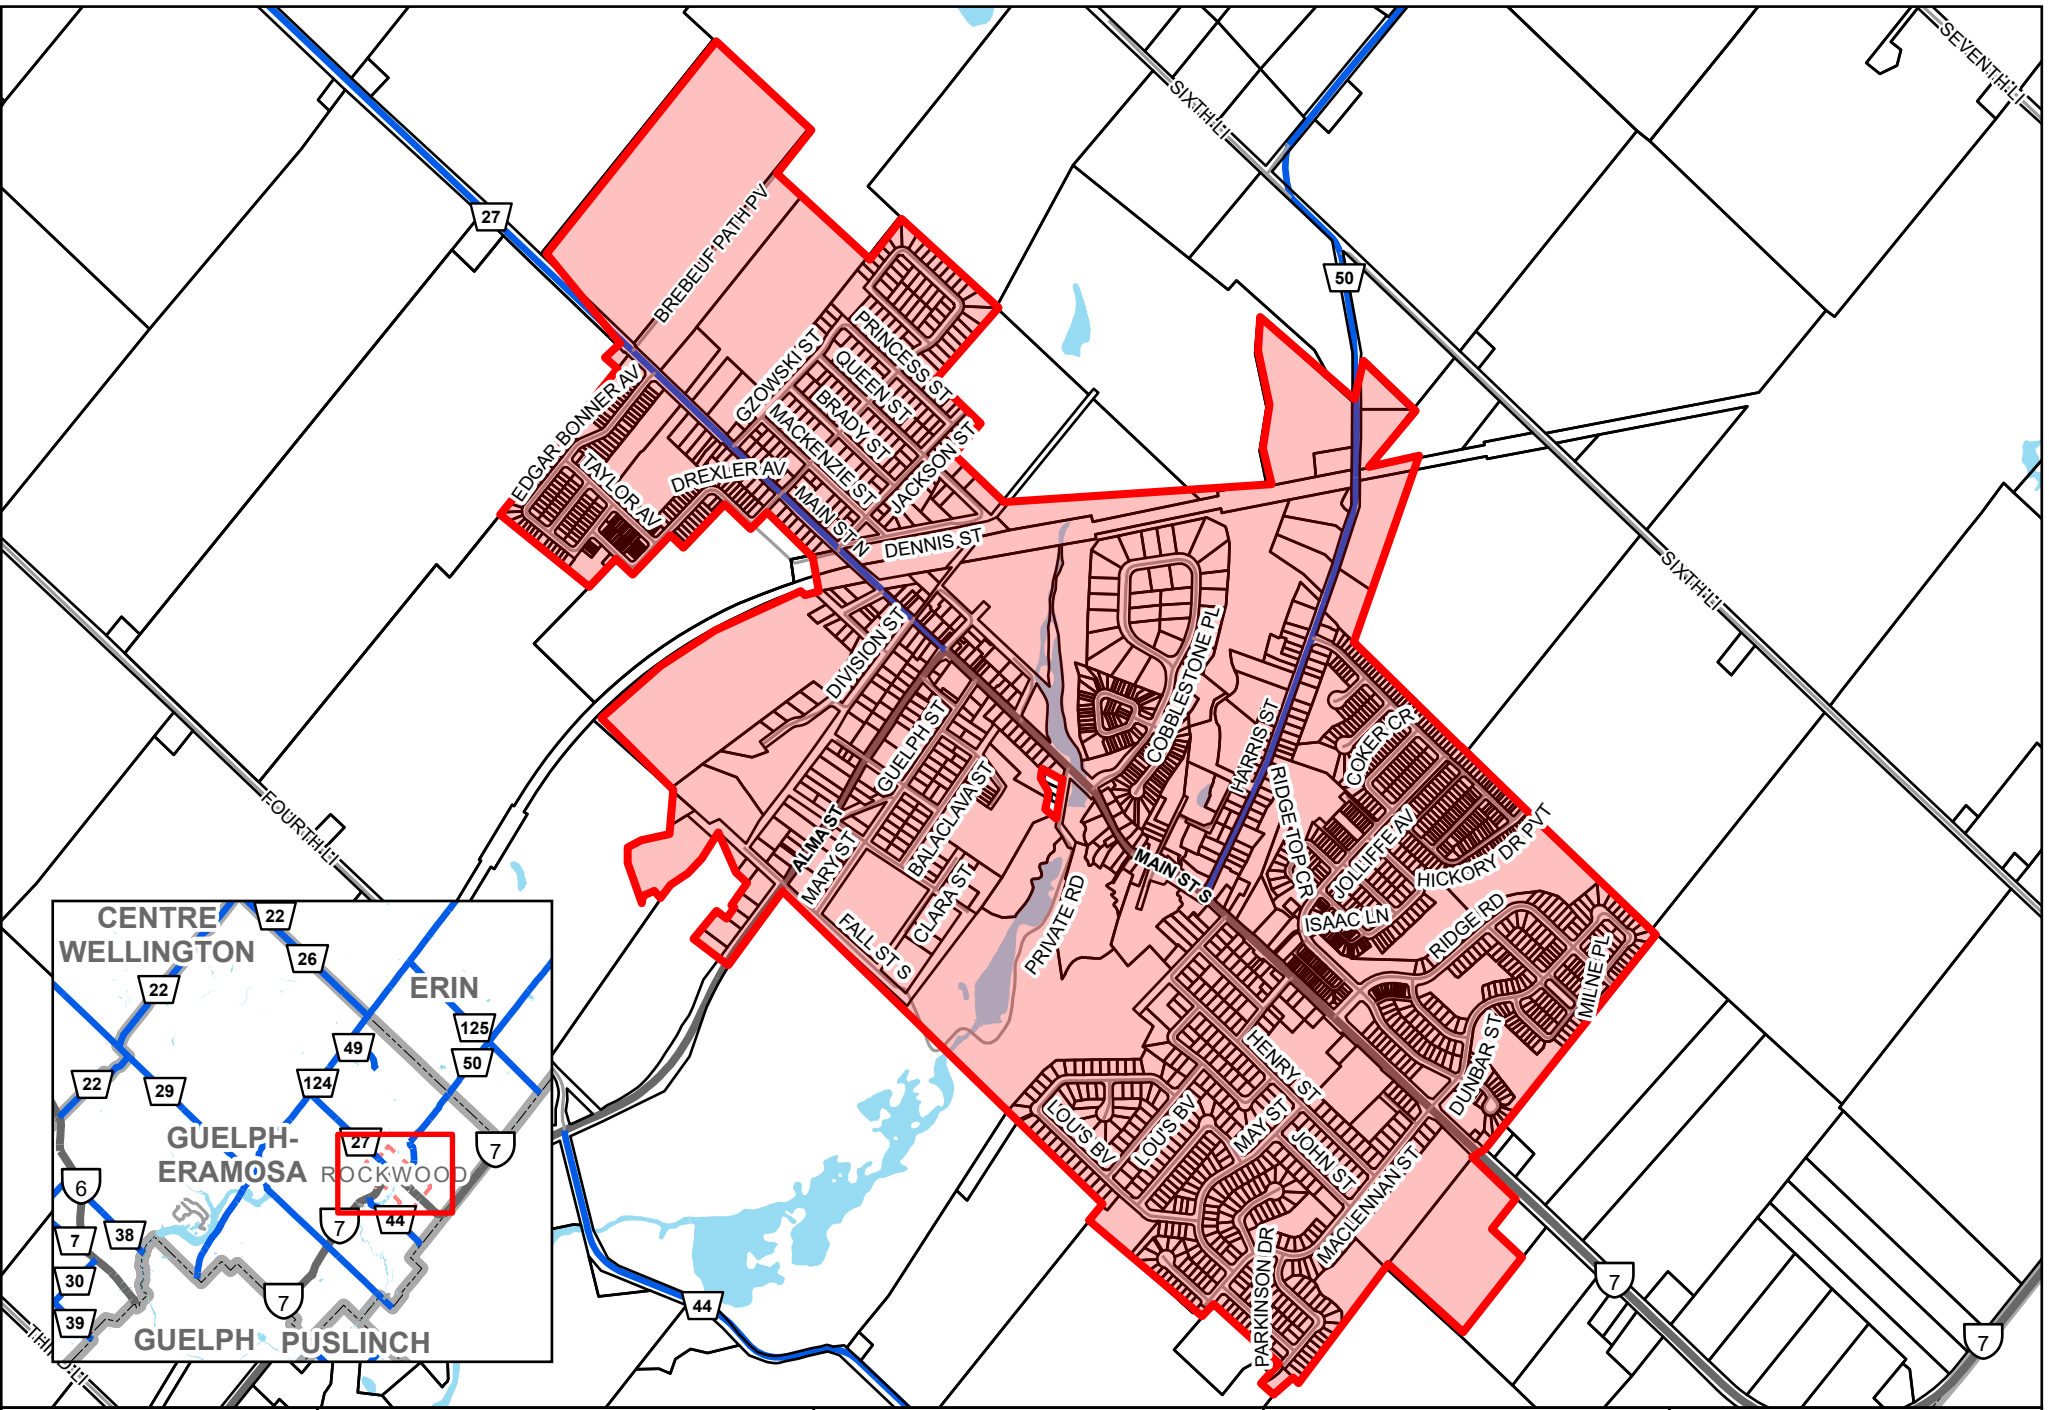 SEVENTH LI
SIXTH LI
27
BREBEUF PATH PV
50
PRINCESS ST
GZOWSKI ST
QUEEN ST
BRADY ST
MACKENZIE ST
JACKSON ST
EDGAR BONNER AV
TAYLOR AV
DREXLER AV
MAIN ST N
DENNIS ST
SIXTH LI
DIVISION ST
COBBLESTONE PL
GUELPH ST
HARRIS ST
COKER CR
BALACLAVA ST
RIDGE TOP CR
FOURTH LI
ALMA ST
MARY ST
JOLLIFFE AV
HICKORY DR PVT
MAIN ST S
CLARA ST
PRIVATE RD
ISAAC LN
RIDGE RD
FALL ST S
MILNE PL
HENRY ST
DUNBAR ST
LOU'S BV
LOU'S BV
MAY ST
JOHN ST
MACLENNAN ST
PARKINSON DR
7
7
44
CENTRE
WELLINGTON
22
26
22
ERIN
125
49
50
22
29
124
27
GUELPH-
ERAMOSA
ROCKWOOD
7
6
38
7
44
7
30
7
39
GUELPH
PUSLINCH